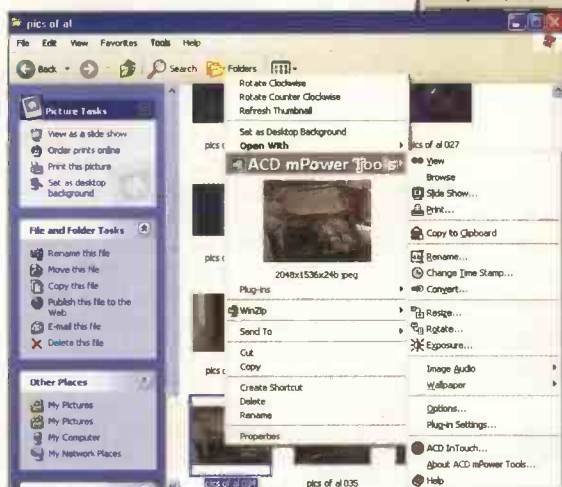 pics of al
File Edit View Favorites Tools Help
Back Search Folders
Picture Tasks
View as a slide show
Order prints online
Print this picture
Set as desktop
background
File and Folder Tasks
Rename this file
Move this file
Copy this file
Publish this file to the
Web
E-mail this file
Delete this file
Other Places
My Pictures
My Pictures
My Computer
My Network Places
Rotate Clockwise
Rotate Counter Clockwise
Refresh Thumbnail
Set as Desktop Background
Open With
ACD mPower Tools
2048x1536x24b jpeg
Plug-ins
WinZip
Send To
Cut
Copy
Create Shortcut
Delete
Rename
Properties
pics of al 027
View
Browse
Slide Show...
Print...
Copy to Clipboard
Rename...
Change Time Stamp...
Convert...
Resize...
Rotate...
Exposure...
Image Audio
Wallpaper
Options...
Plug-in Settings...
ACD InTouch...
About ACD mPower Tools...
Help
pics of al 034
pics of al 035